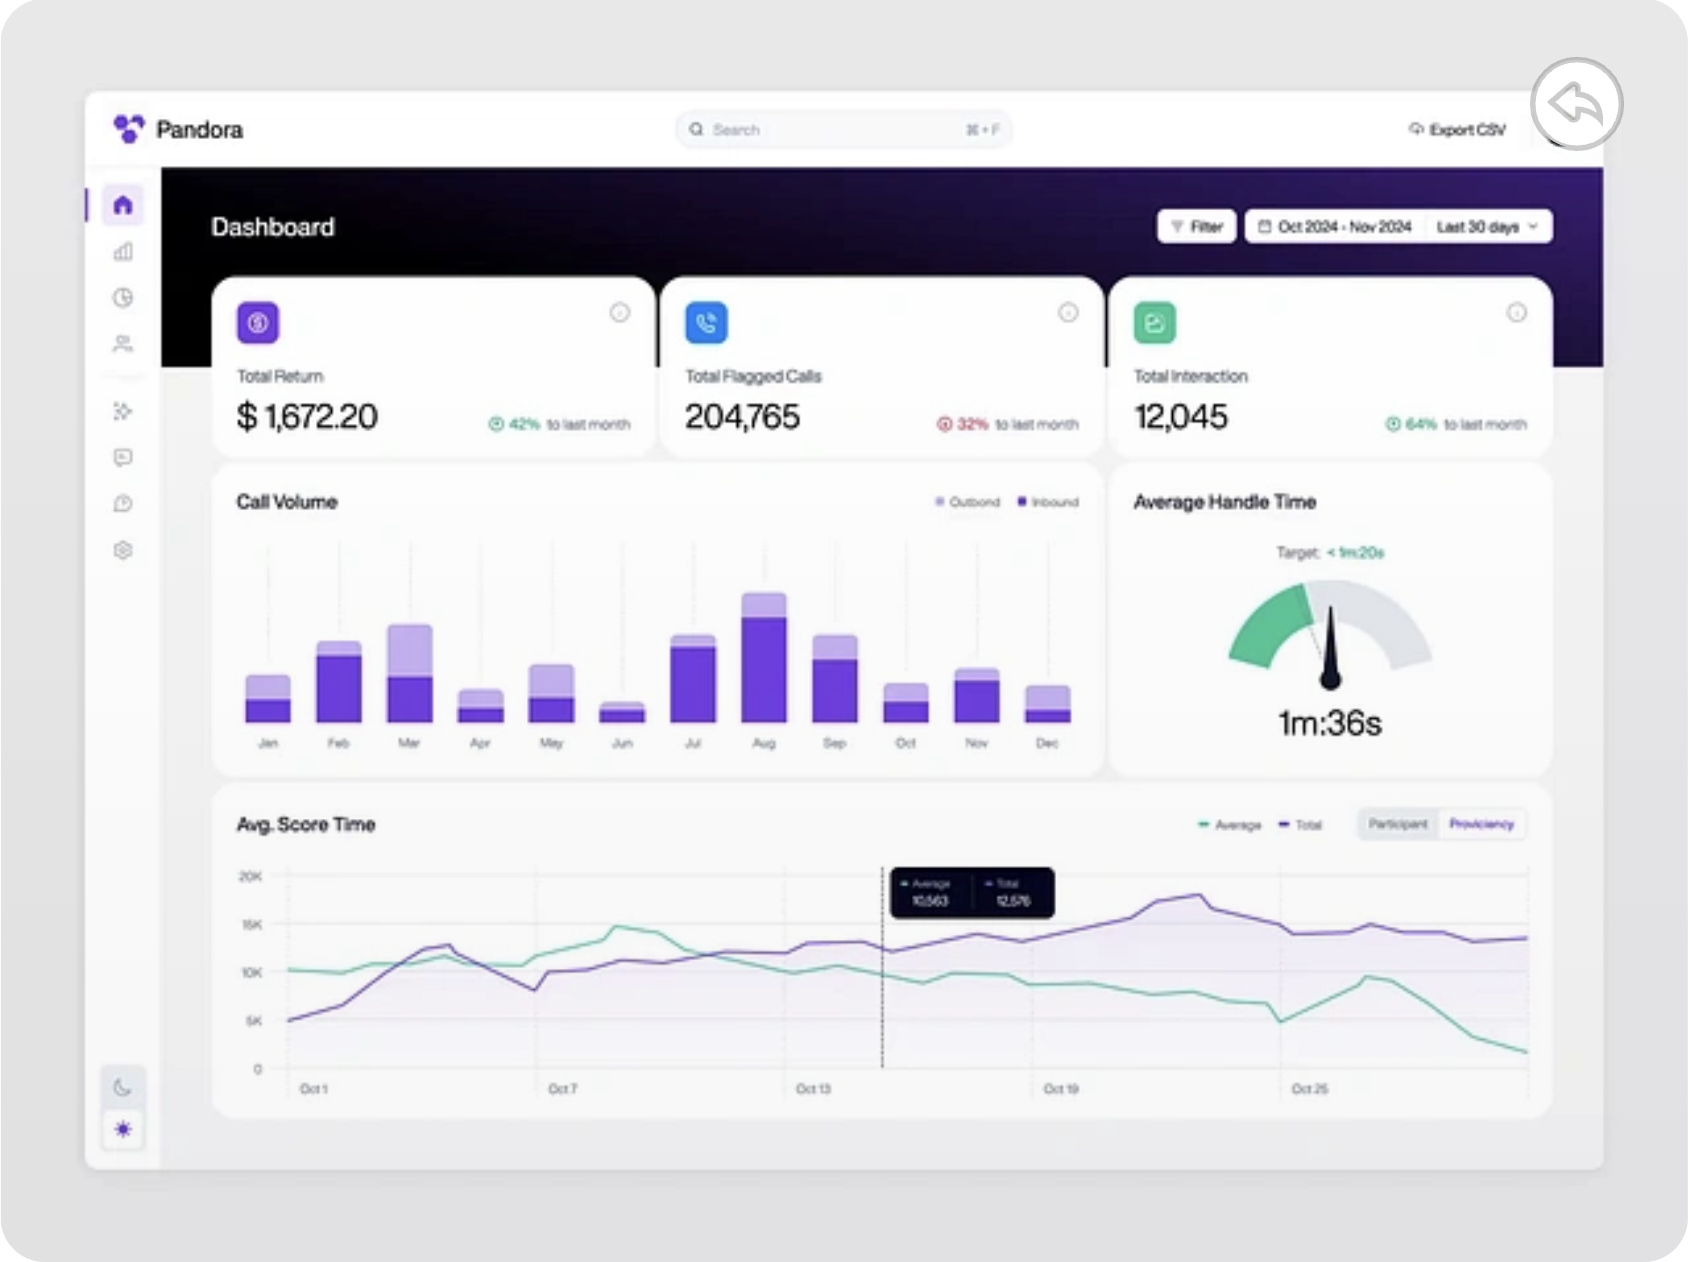 Pandora
Search
⌘ + F
Export CSV
Dashboard
Filter
Oct 2024 - Nov 2024
Last 30 days
Total Return
$ 1,672.20
42% to last month
Total Flagged Calls
204,765
32% to last month
Total Interaction
12,045
64% to last month
Call Volume
Outbond
Inbound
Jan
Feb
Mar
Apr
May
Jun
Jul
Aug
Sep
Oct
Nov
Dec
Average Handle Time
Target: < 1m:20s
1m:36s
Avg. Score Time
Average
Total
Participant
Proviciency
20K
15K
10K
5K
0
Average
10,563
Total
12,576
Oct 1
Oct 7
Oct 13
Oct 19
Oct 25